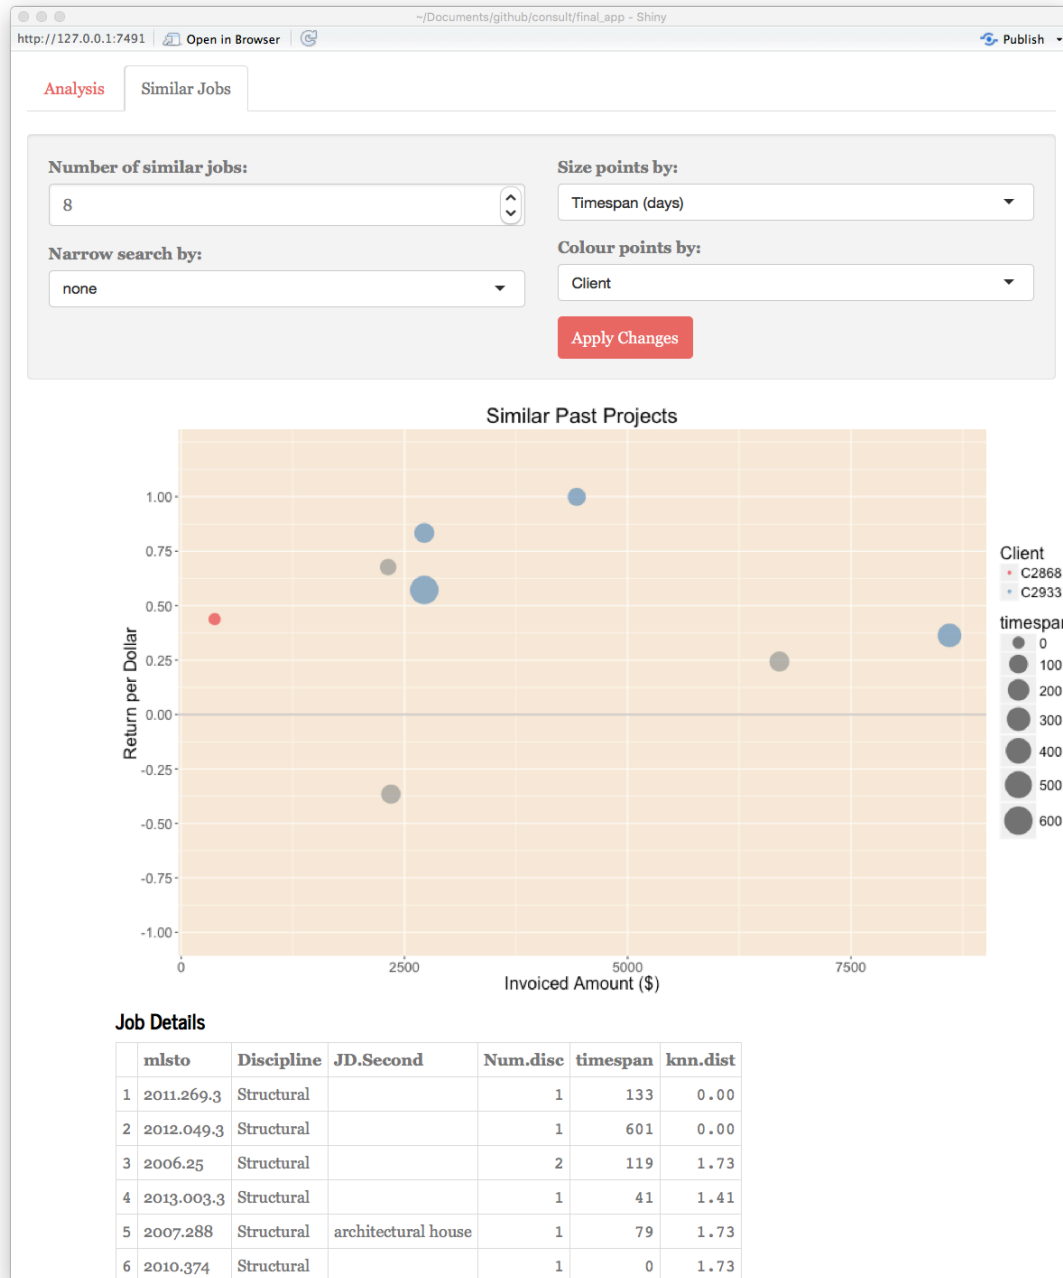 ~/Documents/github/consult/final_app - Shiny
http://127.0.0.1:7491 Open in Browser Publish
Analysis Similar Jobs
Number of similar jobs: Size points by:
8 Timespan (days)
Narrow search by: Colour points by:
none Client
Apply Changes
Similar Past Projects
1.00
0.75
0.50
0.25
0.00
-0.25
-0.50
-0.75
-1.00
Return per Dollar
0 2500 5000 7500
Invoiced Amount ($)
Client
C2868
C2933
timespan
0
100
200
300
400
500
600
Job Details
mlsto Discipline JD.Second Num.disc timespan knn.dist
1 2011.269.3 Structural 1 133 0.00
2 2012.049.3 Structural 1 601 0.00
3 2006.25 Structural 2 119 1.73
4 2013.003.3 Structural 1 41 1.41
5 2007.288 Structural architectural house 1 79 1.73
6 2010.374 Structural 1 0 1.73